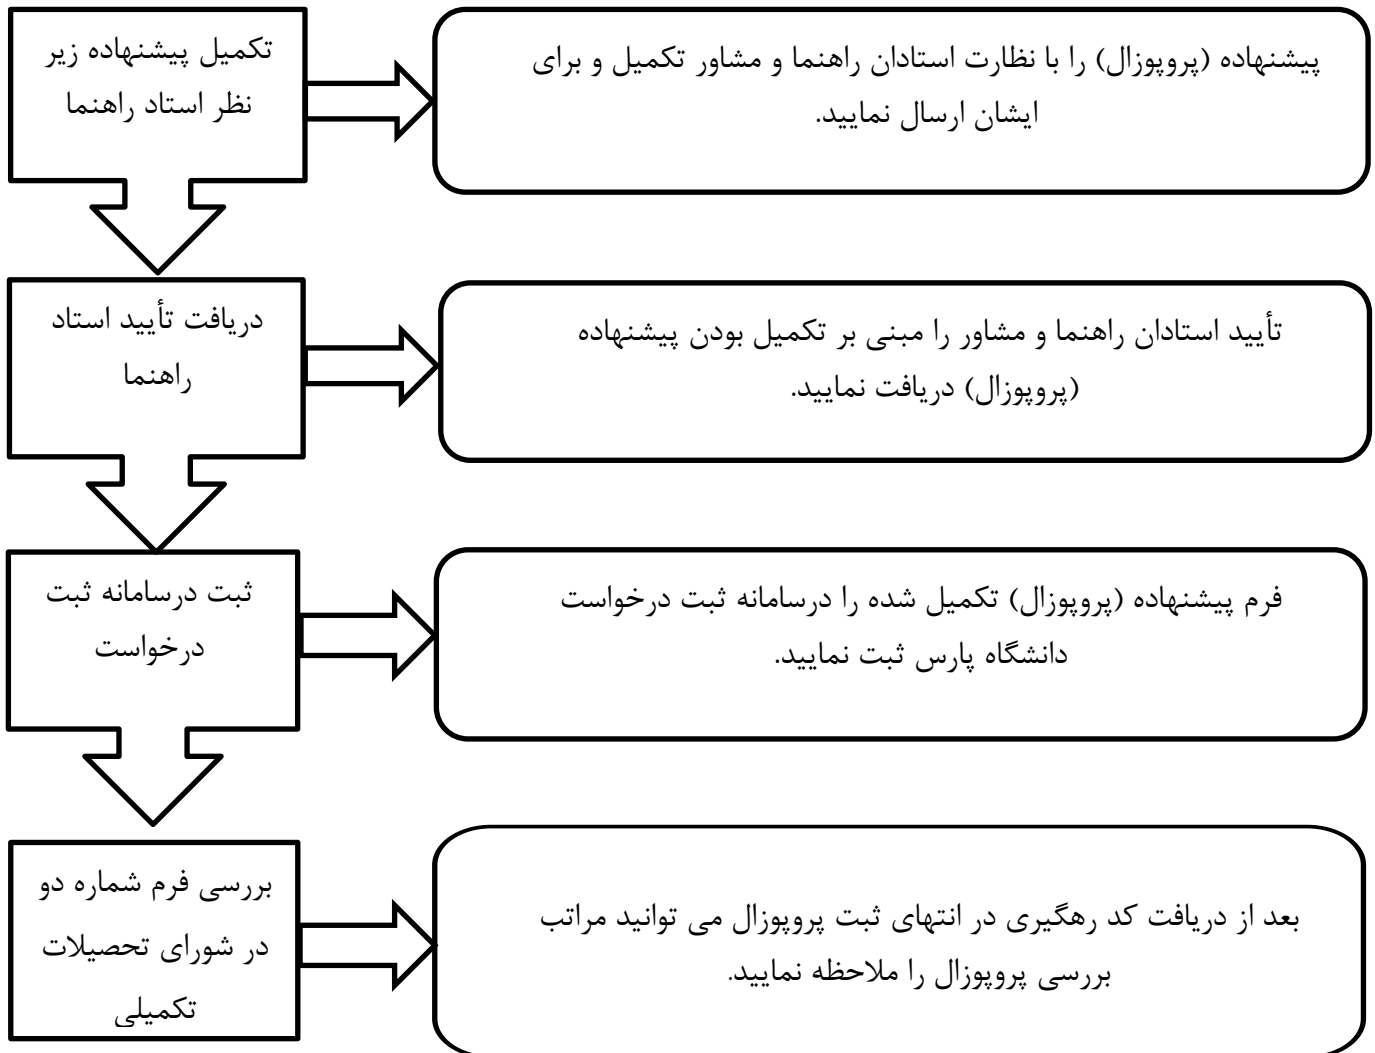 تکمیل پیشنهاده زیر
نظر استاد راهنما
پیشنهاده (پروپوزال) را با نظارت استادان راهنما و مشاور تکمیل و برای
ایشان ارسال نمایید.
دریافت تأیید استاد
راهنما
تأیید استادان راهنما و مشاور را مبنی بر تکمیل بودن پیشنهاده
(پروپوزال) دریافت نمایید.
ثبت درسامانه ثبت
درخواست
فرم پیشنهاده (پروپوزال) تکمیل شده را درسامانه ثبت درخواست
دانشگاه پارس ثبت نمایید.
بررسی فرم شماره دو
در شورای تحصیلات
تکمیلی
بعد از دریافت کد رهگیری در انتهای ثبت پروپوزال می توانید مراتب
بررسی پروپوزال را ملاحظه نمایید.